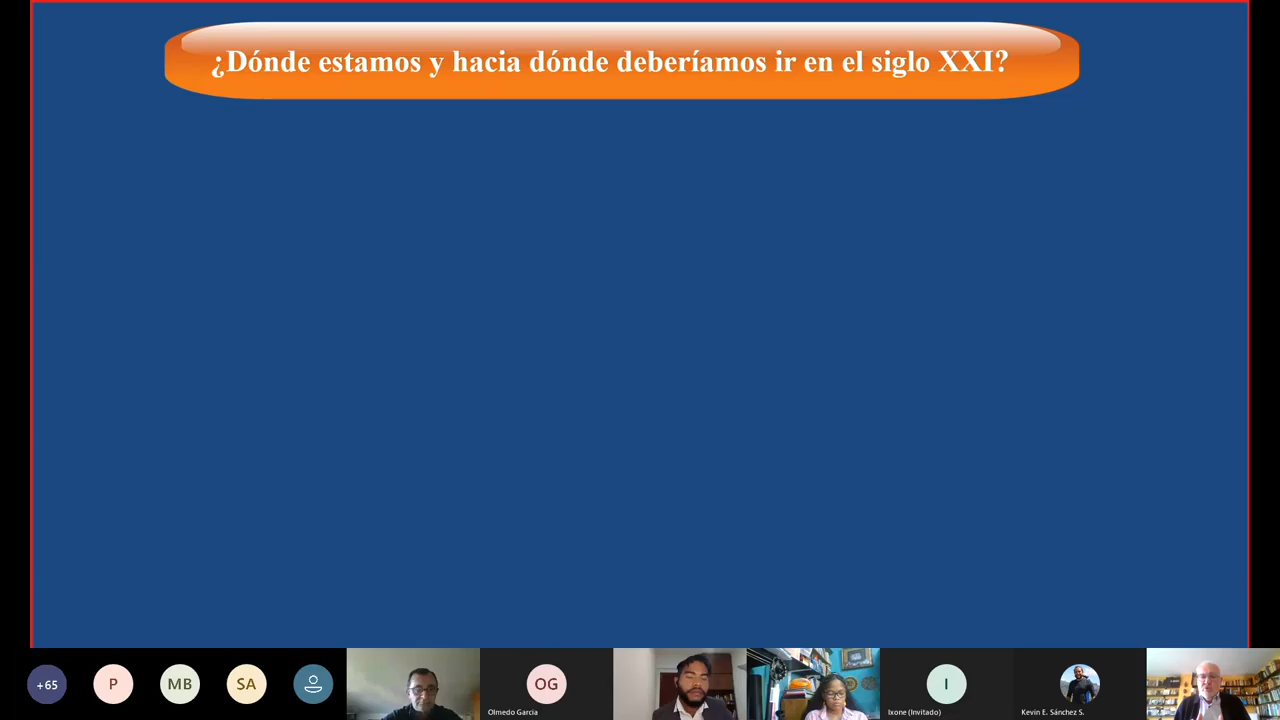 ¿Dónde estamos y hacia dónde deberíamos ir en el siglo XXI?
+65
P
MB
SA
OG
I
Olmedo Garcia
Ixone (Invitado)
Kevin E. Sánchez S.